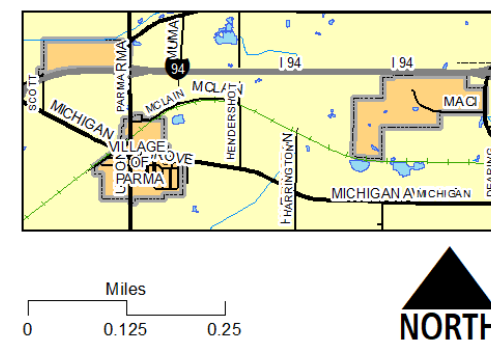 I 94
I 94
94
MUMA
PARMA
RMA
SCOTT
MCLAIN
MCLAIN
MACI
MICHIGAN
HENDERSHOT
VILLAGE
OF
PARMA
GROVE
HARRINGTON
MICHIGAN A
MICHIGAN
DEARING
Miles
0
0.125
0.25
NORTH